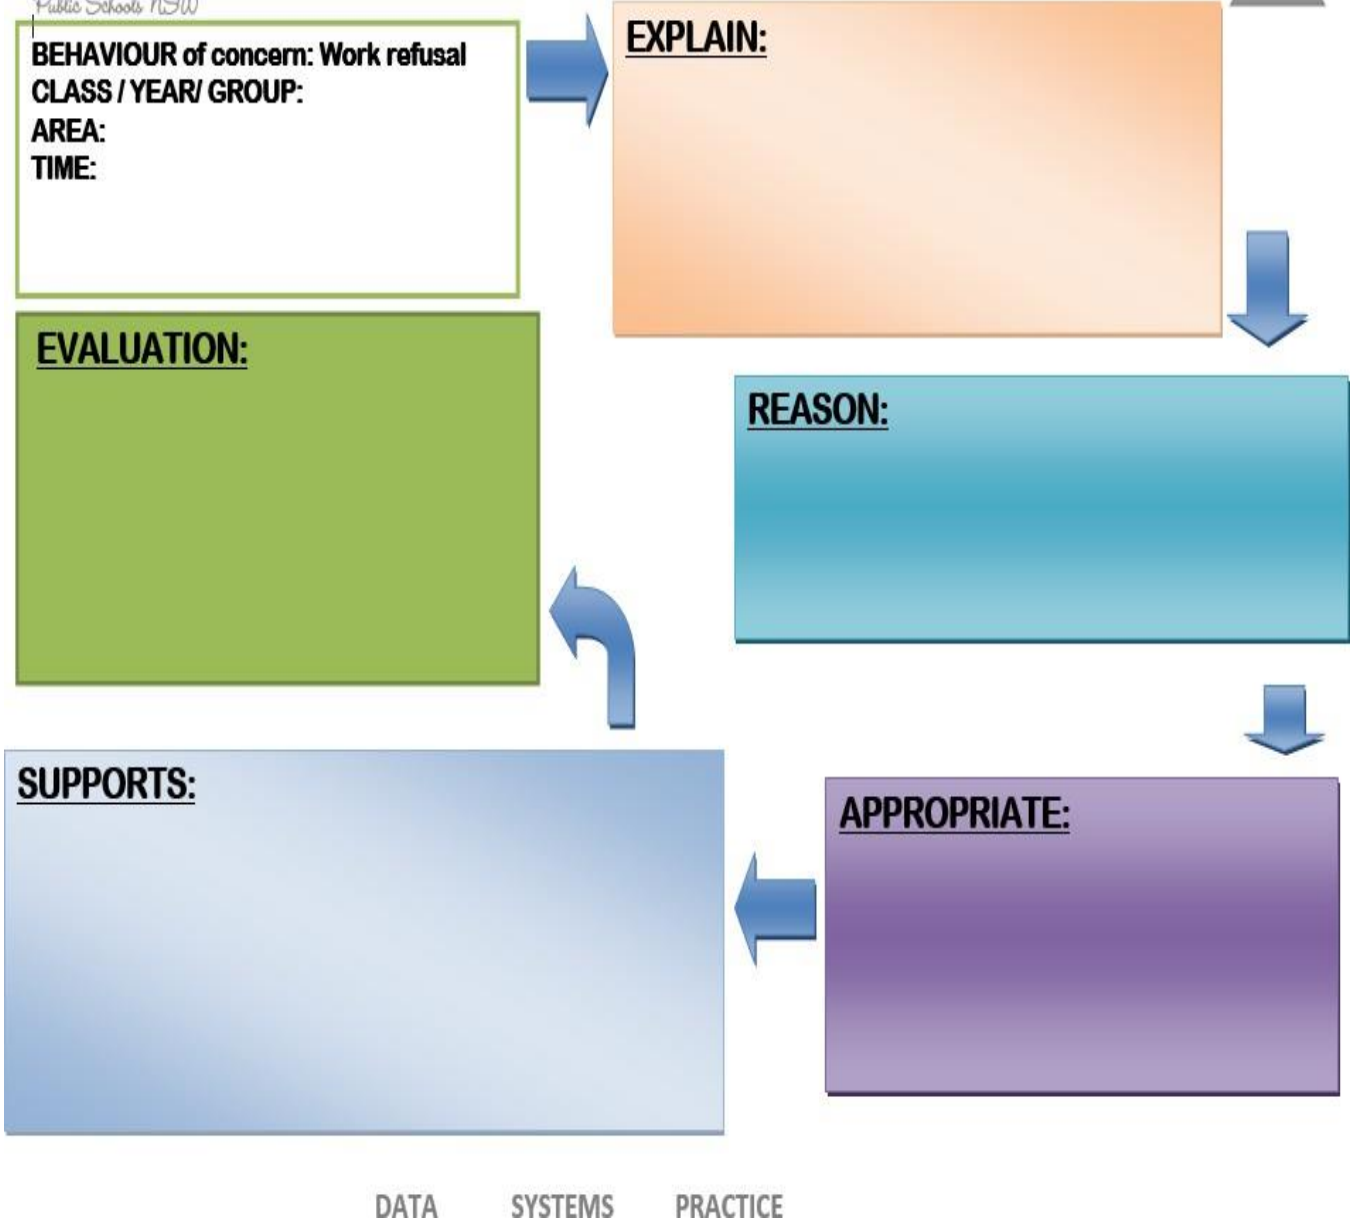 Public Schools NSW
BEHAVIOUR of concern: Work refusal
CLASS / YEAR/ GROUP:
AREA:
TIME:
EXPLAIN:
REASON:
APPROPRIATE:
SUPPORTS:
EVALUATION:
DATA SYSTEMS PRACTICE